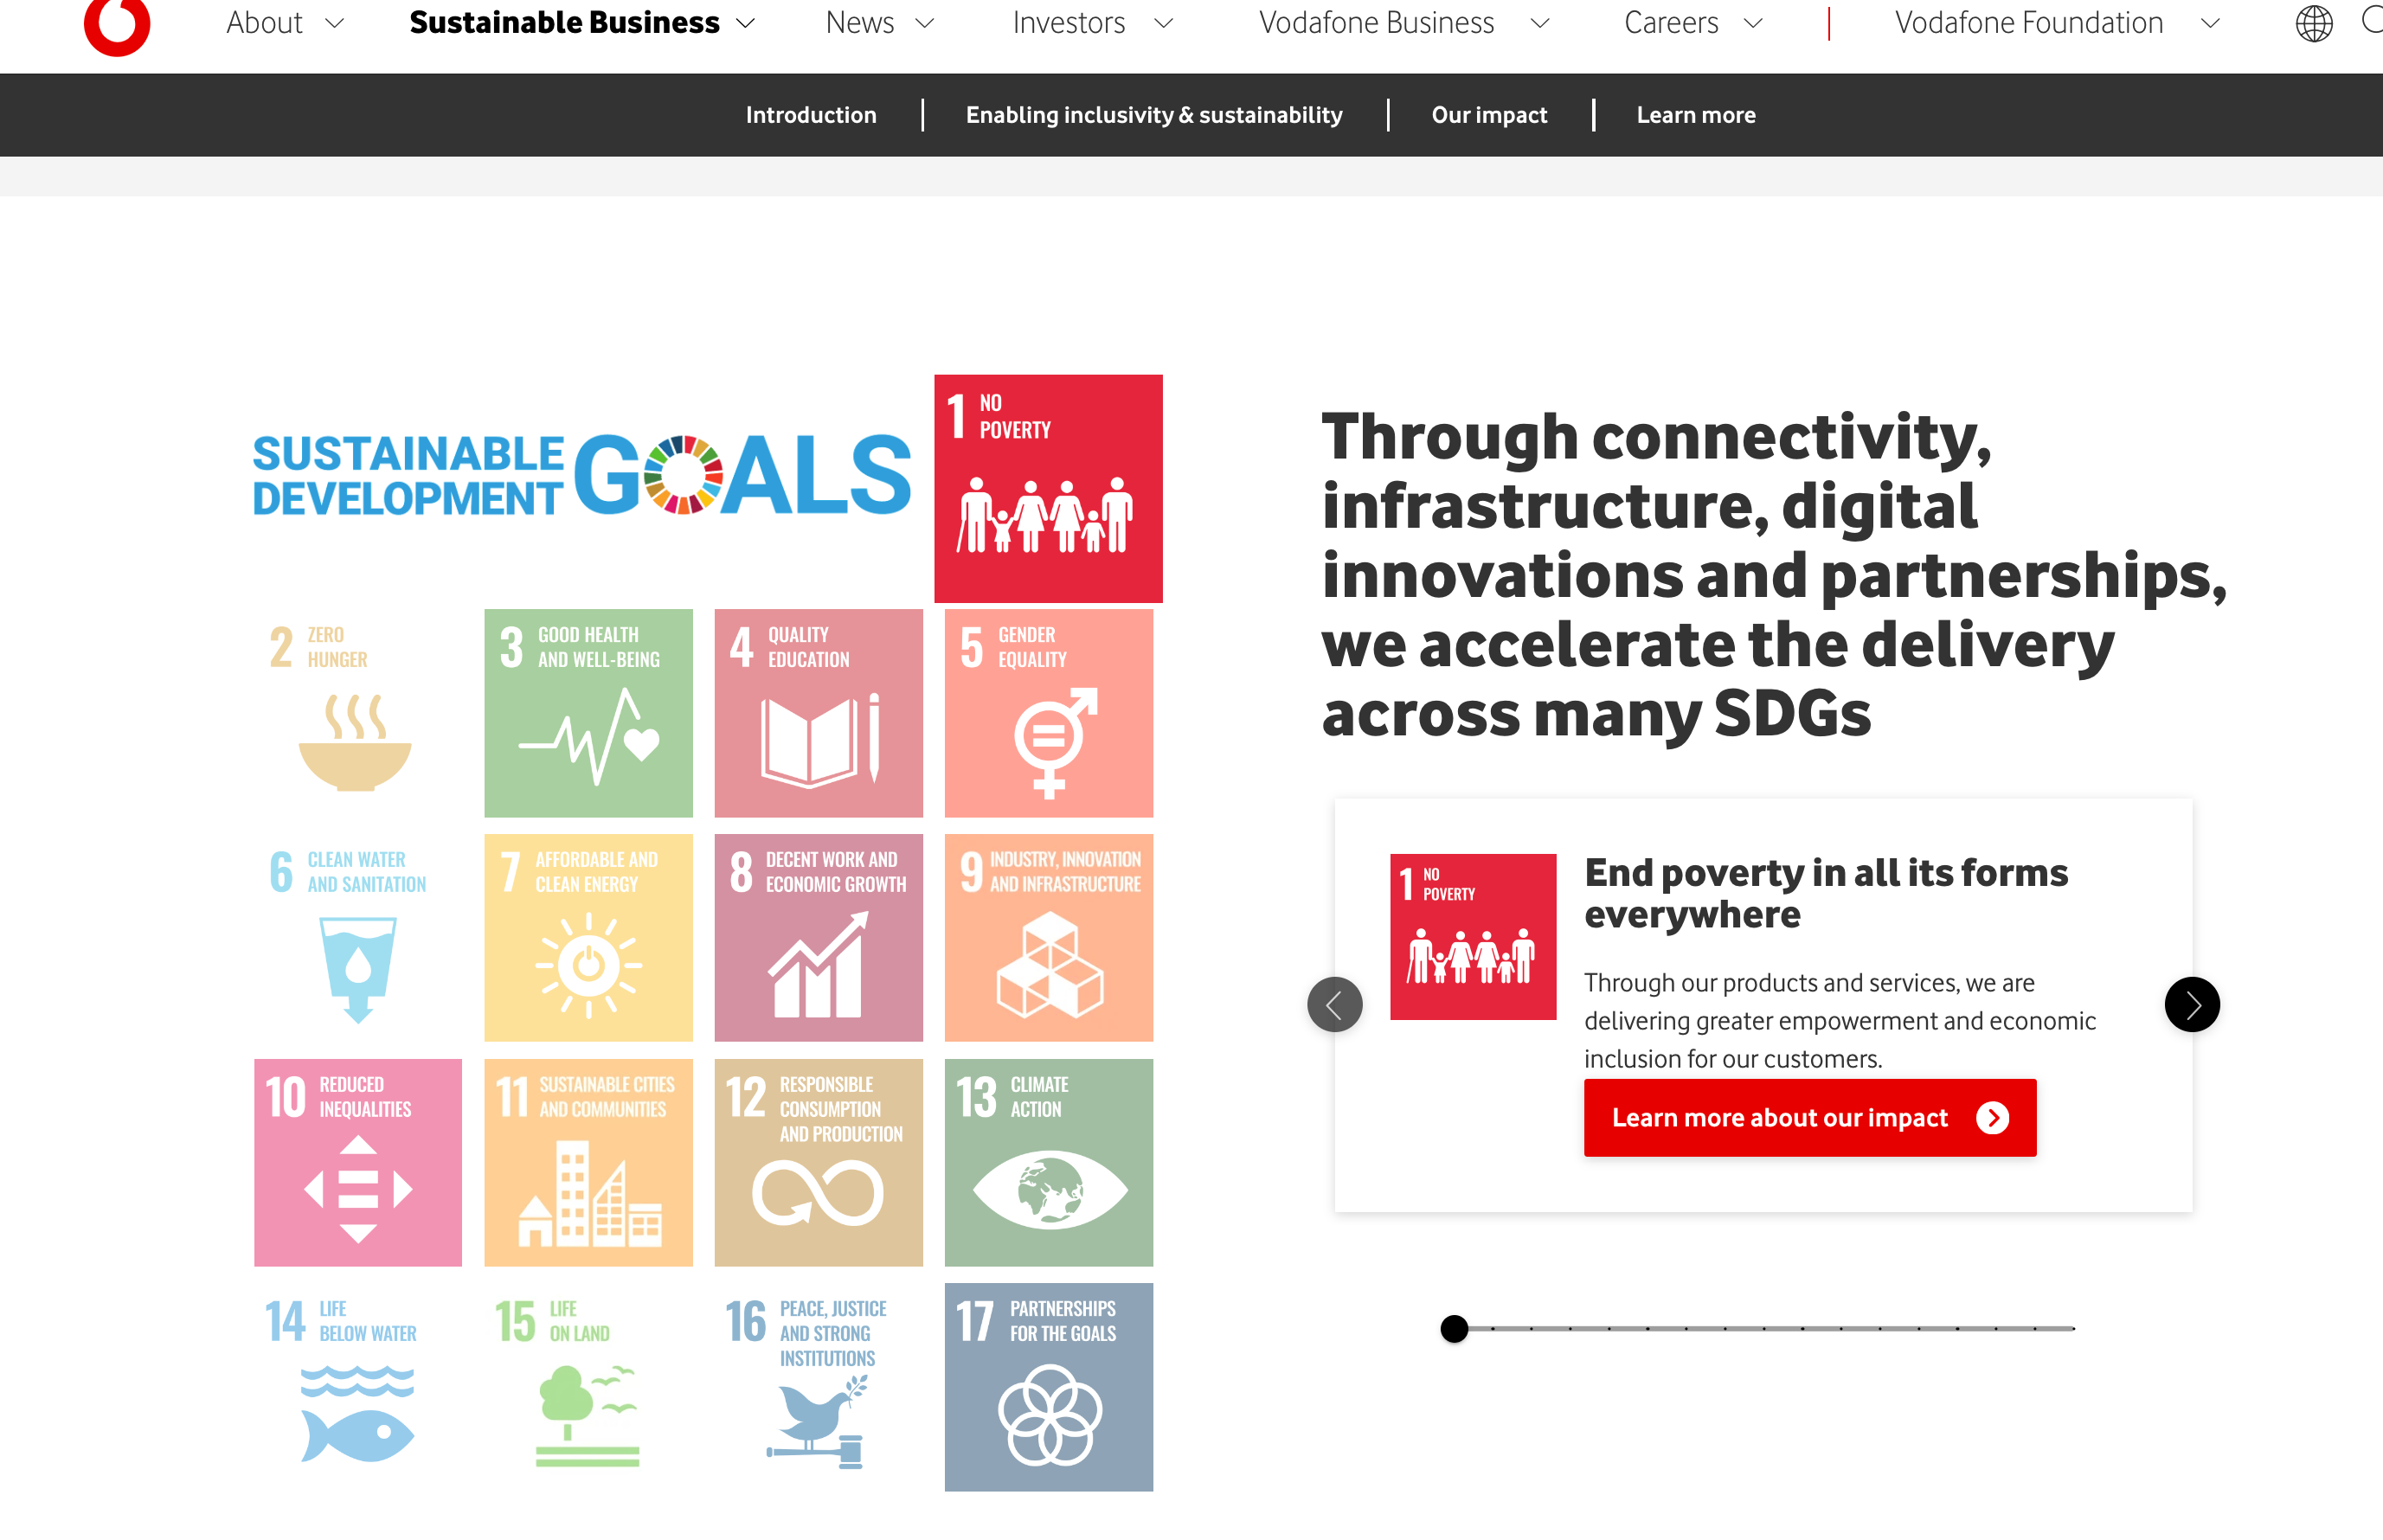 About
Sustainable Business
News
Investors
Vodafone Business
Careers
Vodafone Foundation
Introduction
Enabling inclusivity & sustainability
Our impact
Learn more
SUSTAINABLE
DEVELOPMENT
GOALS
1 NO
POVERTY
2 ZERO
HUNGER
3 GOOD HEALTH
AND WELL-BEING
4 QUALITY
EDUCATION
5 GENDER
EQUALITY
6 CLEAN WATER
AND SANITATION
7 AFFORDABLE AND
CLEAN ENERGY
8 DECENT WORK AND
ECONOMIC GROWTH
9 INDUSTRY, INNOVATION
AND INFRASTRUCTURE
10 REDUCED
INEQUALITIES
11 SUSTAINABLE CITIES
AND COMMUNITIES
12 RESPONSIBLE
CONSUMPTION
AND PRODUCTION
13 CLIMATE
ACTION
14 LIFE
BELOW WATER
15 LIFE
ON LAND
16 PEACE, JUSTICE
AND STRONG
INSTITUTIONS
17 PARTNERSHIPS
FOR THE GOALS
Through connectivity,
infrastructure, digital
innovations and partnerships,
we accelerate the delivery
across many SDGs
1 NO
POVERTY
End poverty in all its forms
everywhere
Through our products and services, we are
delivering greater empowerment and economic
inclusion for our customers.
Learn more about our impact